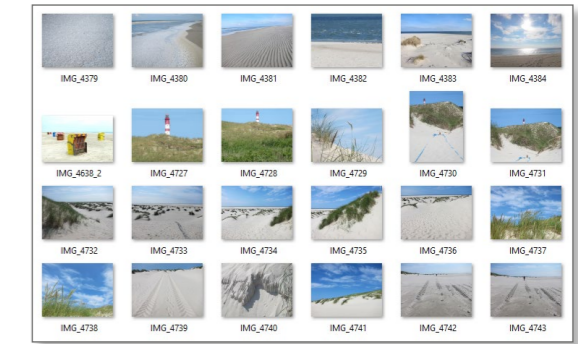 IMG_4379 IMG_4380 IMG_4381 IMG_4382 IMG_4383 IMG_4384
IMG_4638_2 IMG_4727 IMG_4728 IMG_4729 IMG_4730 IMG_4731
IMG_4732 IMG_4733 IMG_4734 IMG_4735 IMG_4736 IMG_4737
IMG_4738 IMG_4739 IMG_4740 IMG_4741 IMG_4742 IMG_4743